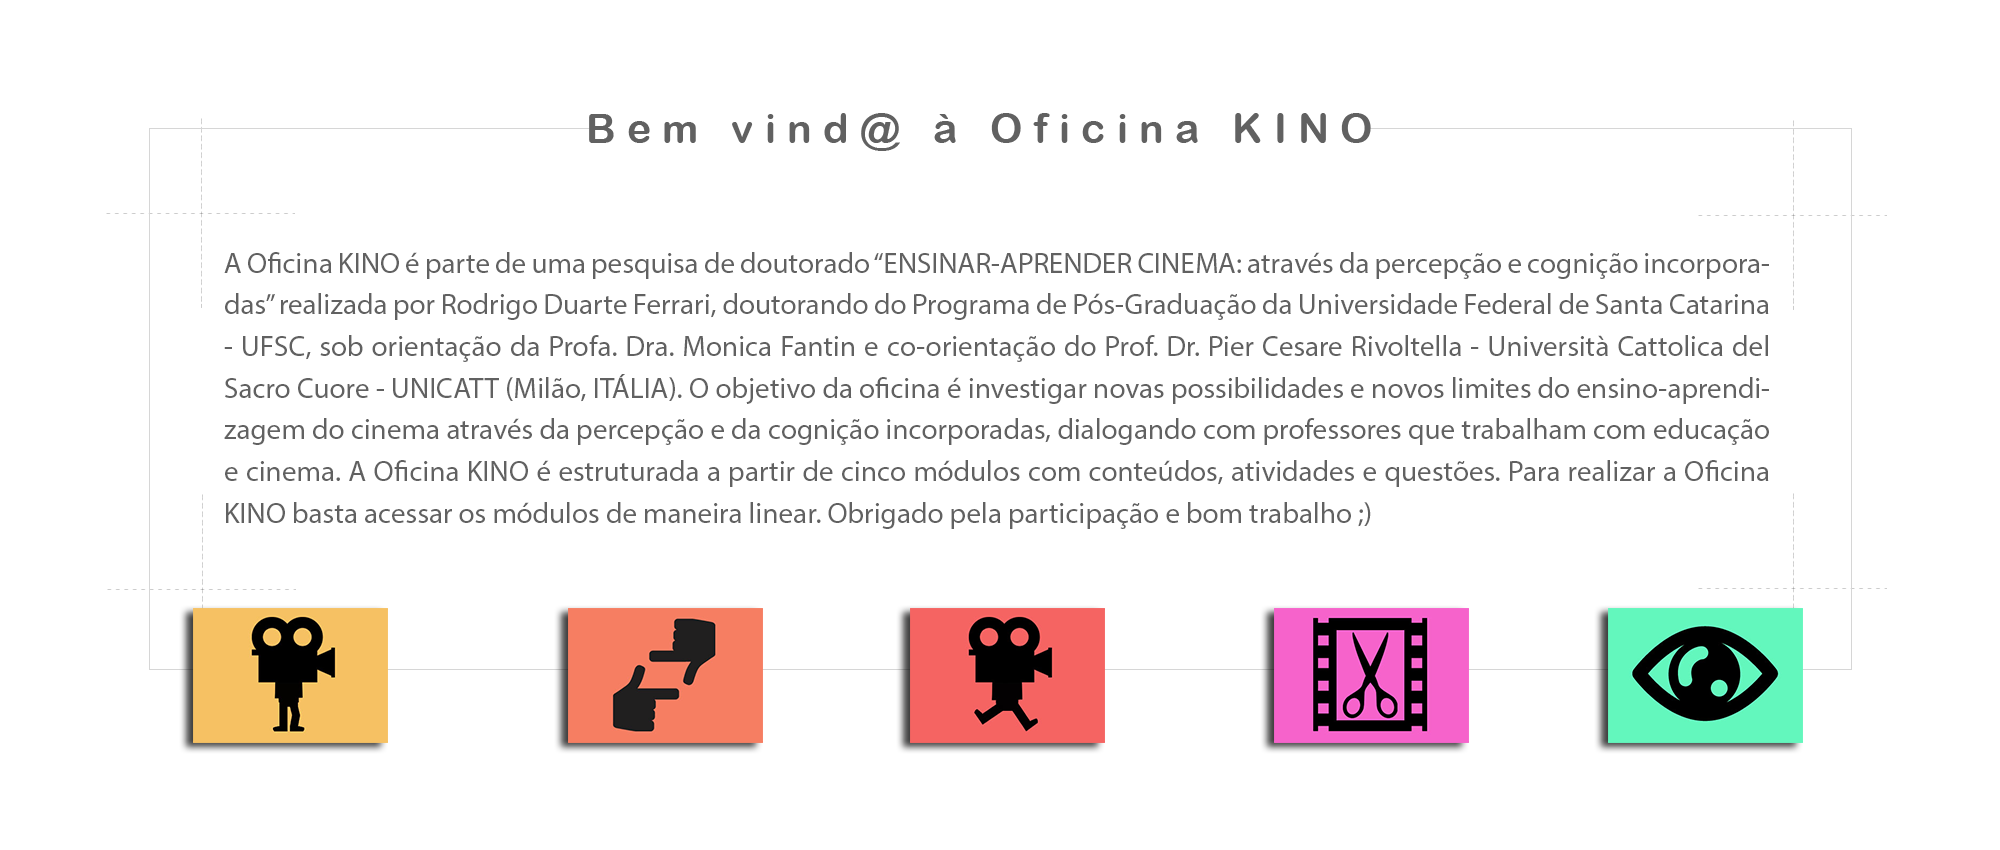 Bem vind@ à Oficina KINO
A Oficina KINO é parte de uma pesquisa de doutorado “ENSINAR-APRENDER CINEMA: através da percepção e cognição incorpora-
das” realizada por Rodrigo Duarte Ferrari, doutorando do Programa de Pós-Graduação da Universidade Federal de Santa Catarina
- UFSC, sob orientação da Profa. Dra. Monica Fantin e co-orientação do Prof. Dr. Pier Cesare Rivoltella - Università Cattolica del
Sacro Cuore - UNICATT (Milão, ITÁLIA). O objetivo da oficina é investigar novas possibilidades e novos limites do ensino-aprendi-
zagem do cinema através da percepção e da cognição incorporadas, dialogando com professores que trabalham com educação
e cinema. A Oficina KINO é estruturada a partir de cinco módulos com conteúdos, atividades e questões. Para realizar a Oficina
KINO basta acessar os módulos de maneira linear. Obrigado pela participação e bom trabalho ;)